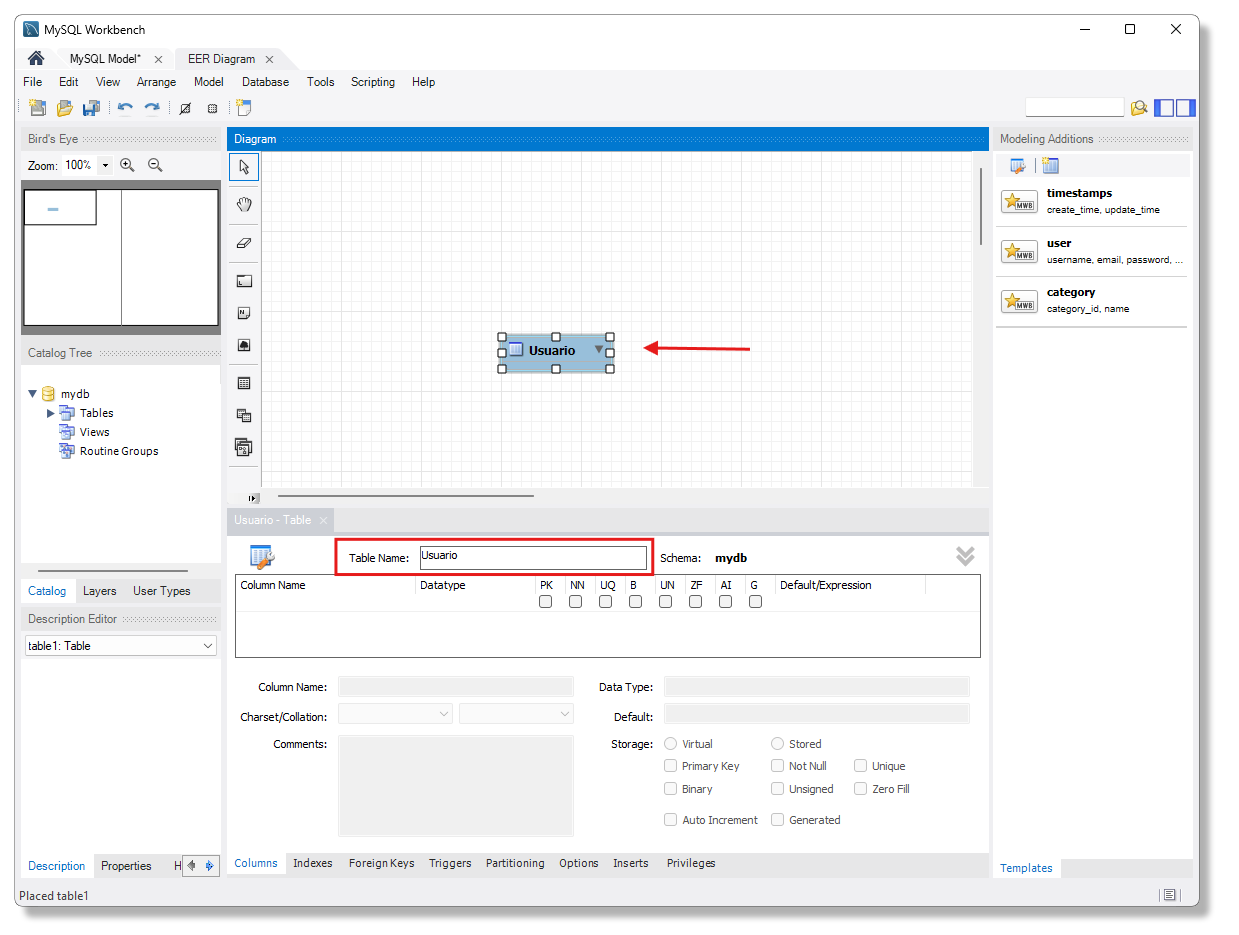 MySQL Workbench
MySQL Model* EER Diagram
File Edit View Arrange Model Database Tools Scripting Help
Bird's Eye
Zoom: 100%
Catalog Tree
mydb
Tables
Views
Routine Groups
Catalog Layers User Types
Description Editor
table1: Table
Description Properties H
Diagram
Usuario
Usuario - Table
Table Name: Usuario Schema: mydb
Column Name Datatype PK NN UQ B UN ZF AI G Default/Expression
Column Name: Data Type:
Charset/Collation: Default:
Comments: Storage: Virtual Stored
Primary Key Not Null Unique
Binary Unsigned Zero Fill
Auto Increment Generated
Columns Indexes Foreign Keys Triggers Partitioning Options Inserts Privileges
Modeling Additions
MWB timestamps
create_time, update_time
MWB user
username, email, password, ...
MWB category
category_id, name
Templates
Placed table1